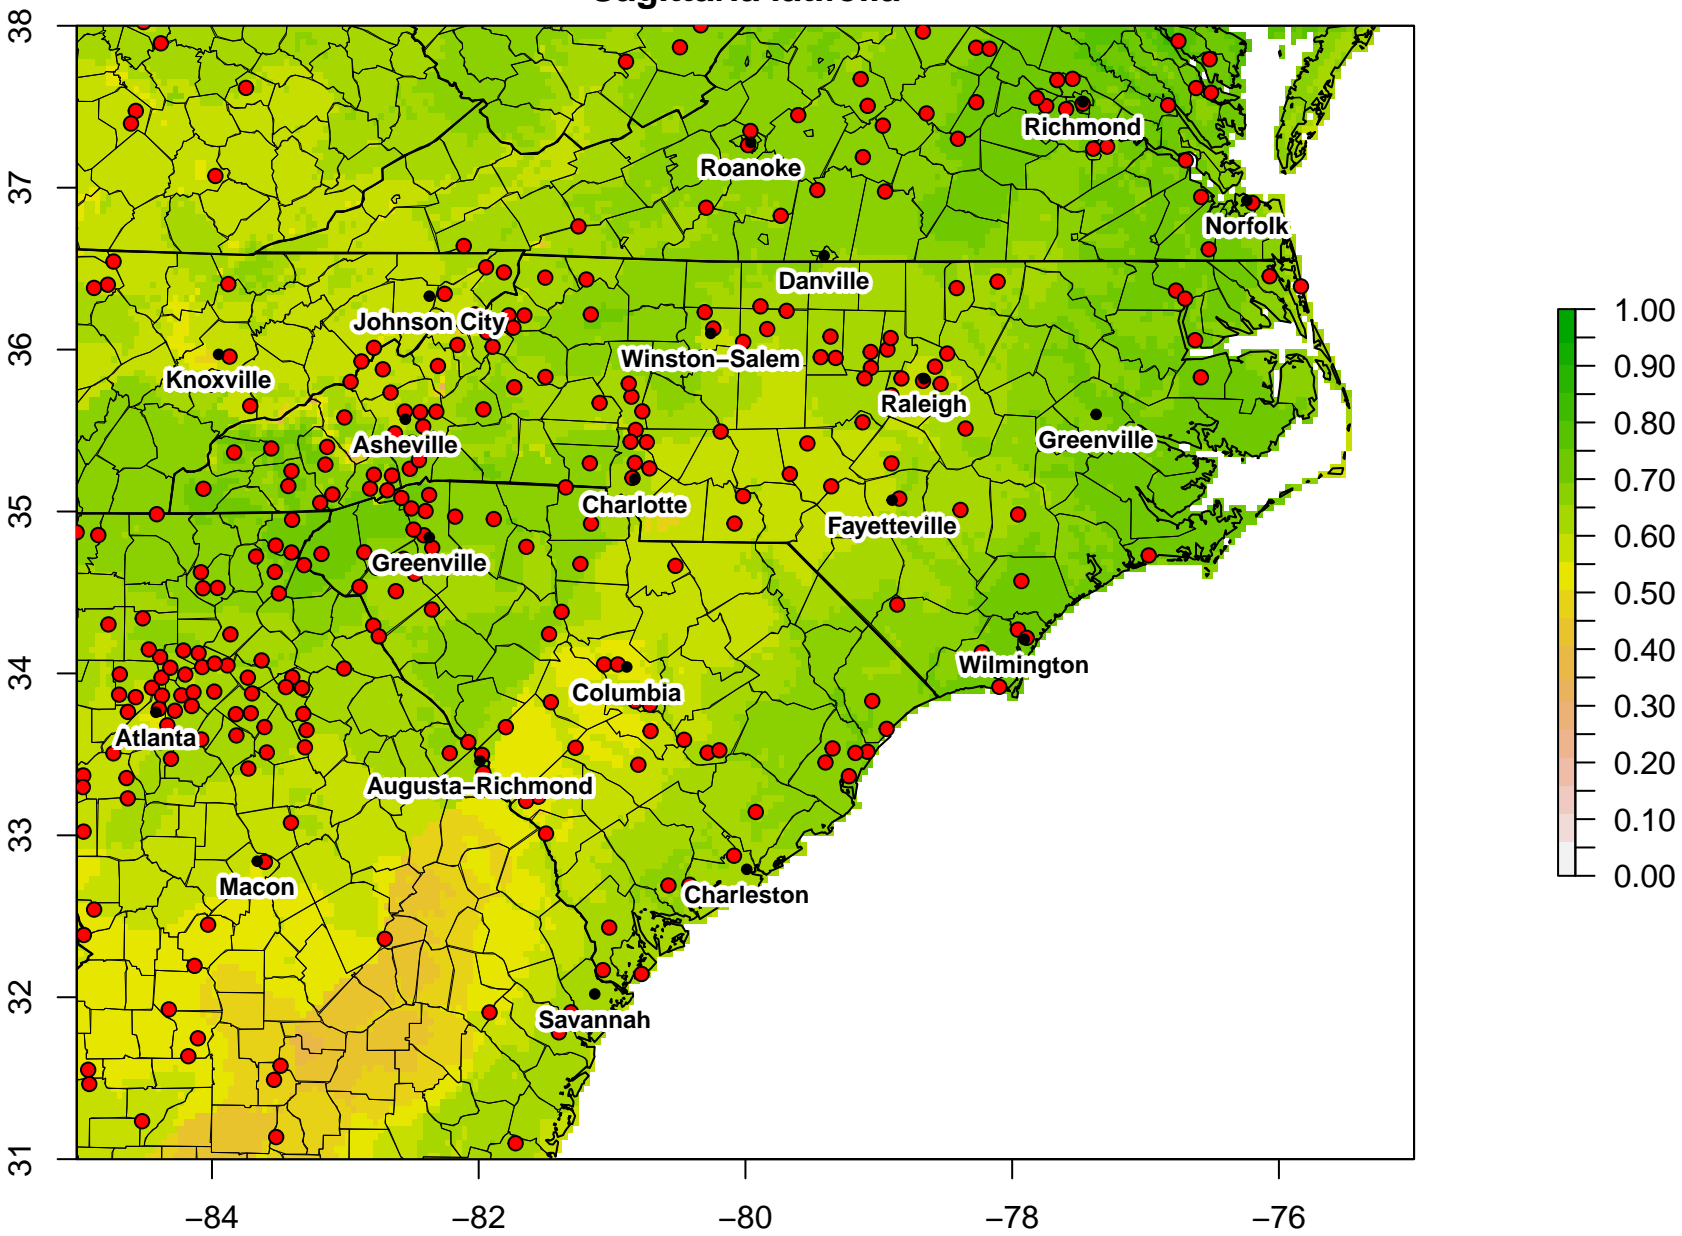 Sagittaria latifolia
38
37
36
35
34
33
32
31
Richmond
Roanoke
Norfolk
Danville
Johnson City
Winston–Salem
Knoxville
Raleigh
Asheville
Greenville
Charlotte
Fayetteville
Greenville
Wilmington
Columbia
Atlanta
Augusta–Richmond
Macon
Charleston
Savannah
−84
−82
−80
−78
−76
1.00
0.90
0.80
0.70
0.60
0.50
0.40
0.30
0.20
0.10
0.00